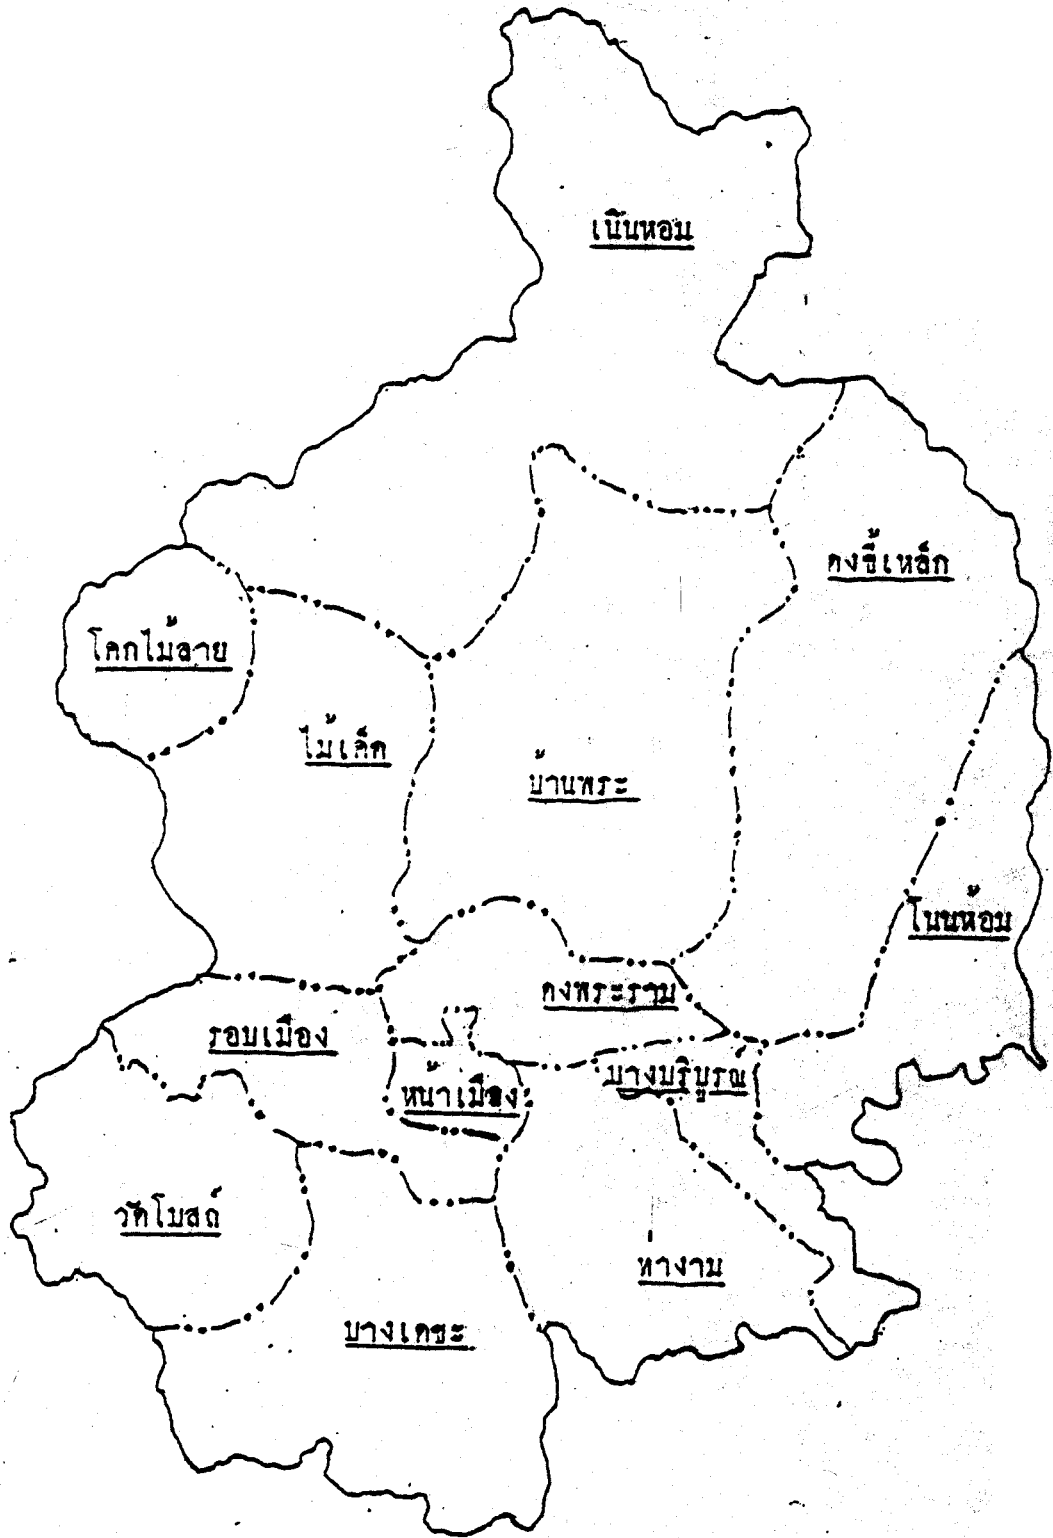 เนินหอม
ดงขี้เหล็ก
โคกไม้ลาย
ไม้เค็ด
บ้านพระ
โนนห้อม
ดงพระราม
รอบเมือง
บางบริบูรณ์
หน้าเมือง
วัดโบสถ์
ท่างาม
บางเดชะ